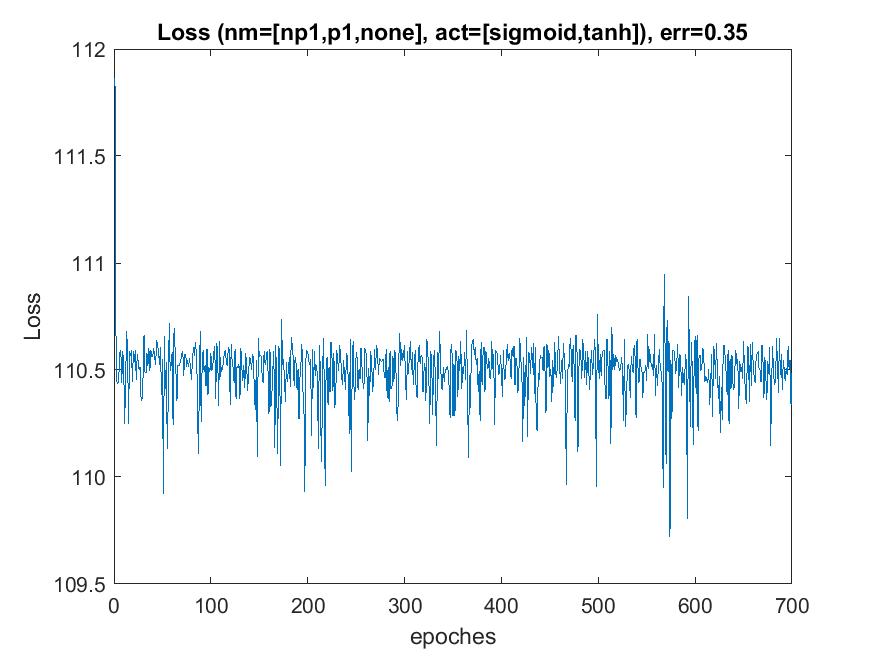 Loss (nm=[np1,p1,none], act=[sigmoid,tanh]), err=0.35
112
111.5
111
110.5
110
109.5
Loss
0 100 200 300 400 500 600 700
epoches